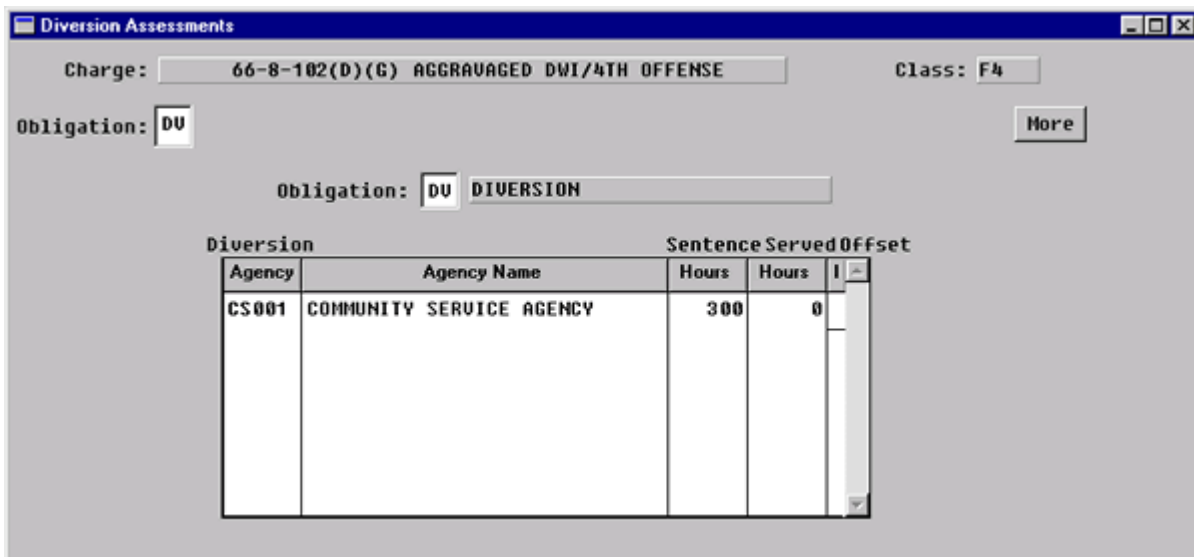 Diversion Assessments
Charge: 66-8-102(D)(G) AGGRAVAGED DWI/4TH OFFENSE Class: F4
Obligation: DV More
Obligation: DV DIVERSION
Diversion Sentence Served Offset
Agency Agency Name Hours Hours I
CS001 COMMUNITY SERVICE AGENCY 300 0